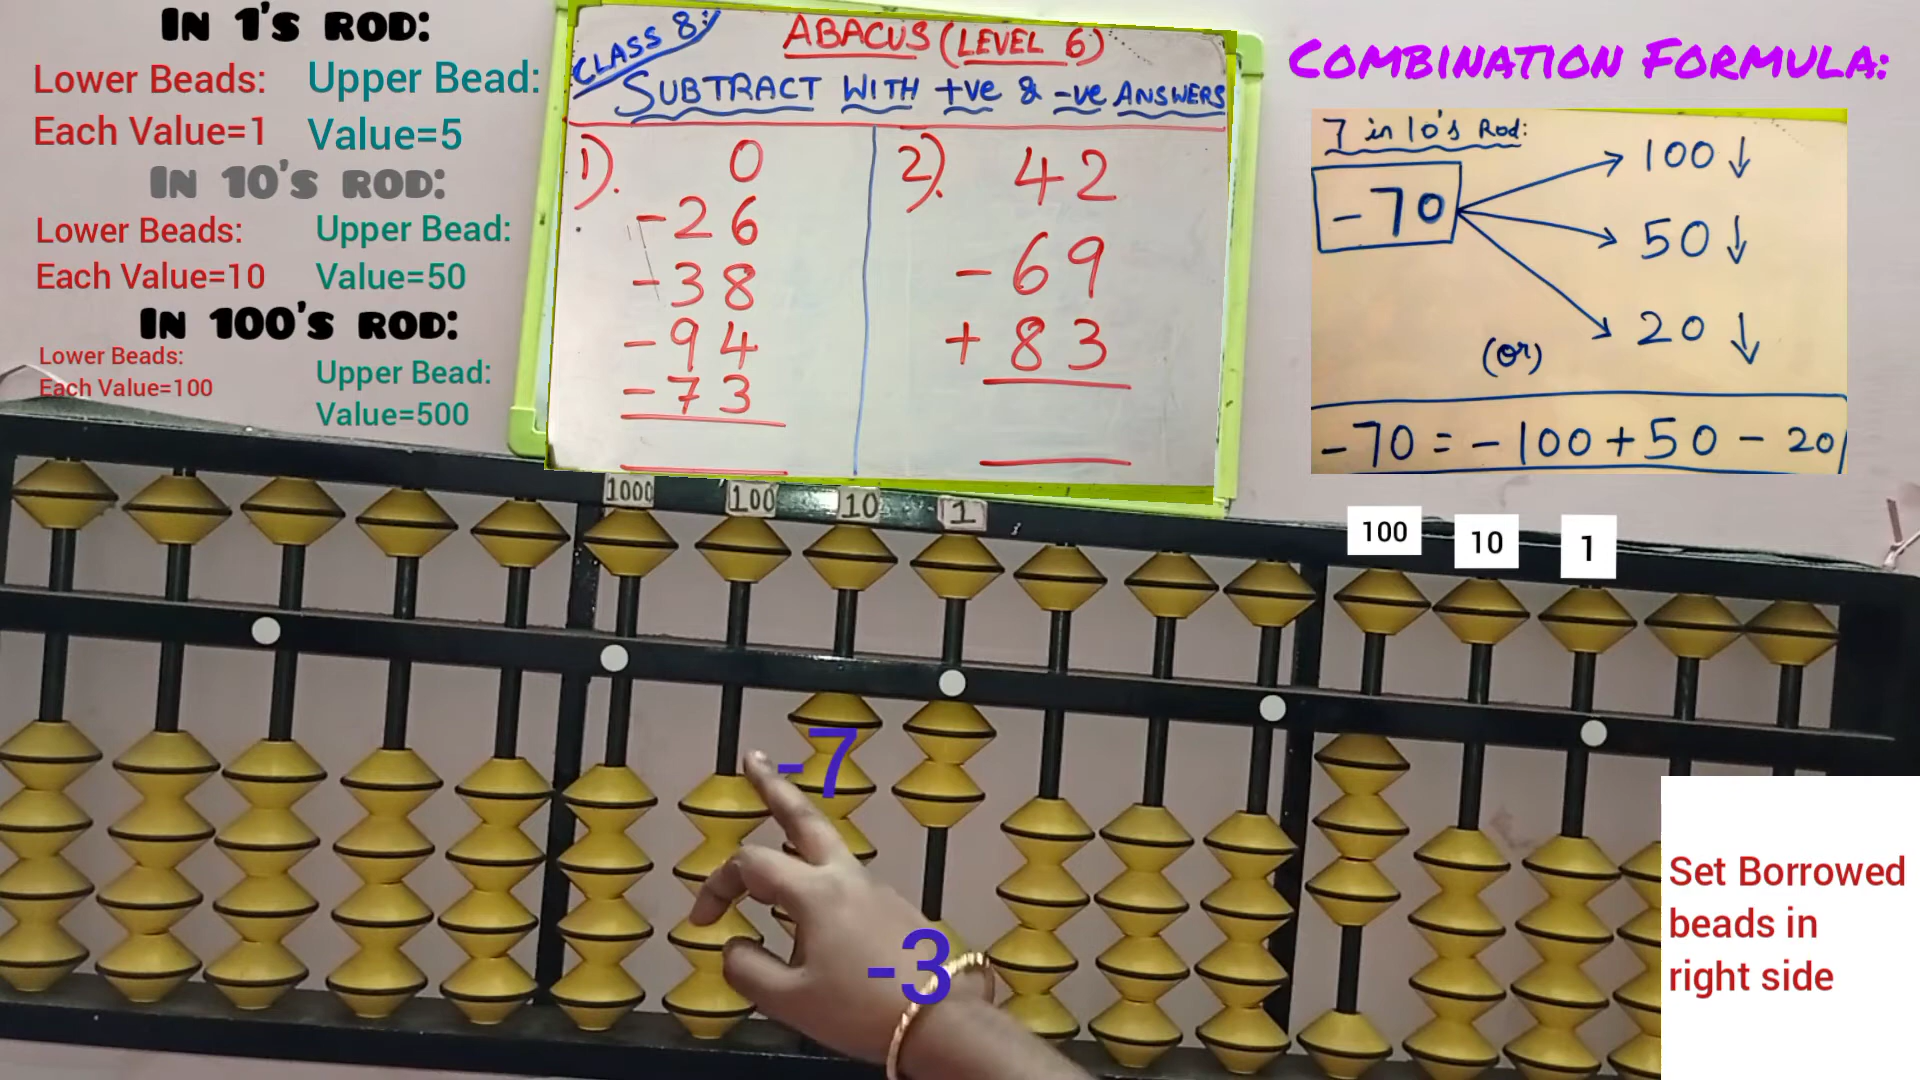 IN 1'S ROD:
Lower Beads: Upper Bead:
Each Value=1 Value=5
IN 10'S ROD:
Lower Beads: Upper Bead:
Each Value=10 Value=50
IN 100'S ROD:
Lower Beads: Upper Bead:
Each Value=100 Value=500
CLASS 8:
ABACUS (LEVEL 6)
SUBTRACT WITH +ve & -ve ANSWERS
1). 0
-26
-38
-94
-73
2). 42
-69
+83
COMBINATION FORMULA:
7 in 10's Rod:
-70
100↓
50↓
20↓
(or)
-70 = -100 + 50 - 20
1000 100 10 1
100 10 1
-7
-3
Set Borrowed
beads in
right side